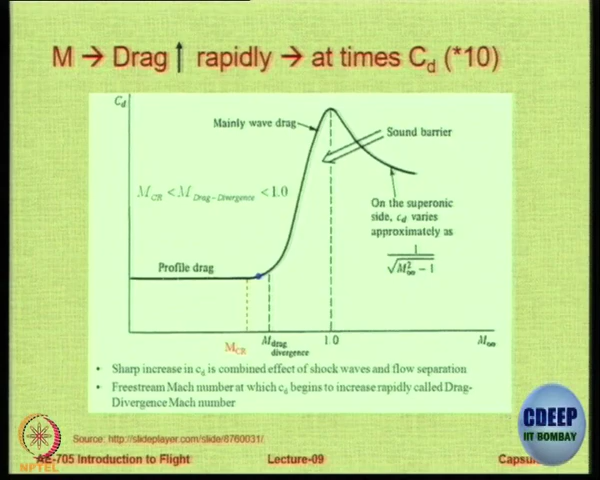 M → Drag ↑ rapidly → at times Cd (*10)
Cd
Mainly wave drag
Sound barrier
MCR < MDrag-Divergence < 1.0
On the superonic
side, cd varies
approximately as
1
√M²∞ − 1
Profile drag
MCR
Mdrag
divergence
1 0
M∞
• Sharp increase in cd is combined effect of shock waves and flow separation
• Freestream Mach number at which cd begins to increase rapidly called Drag-
Divergence Mach number
CDEEP
IIT BOMBAY
Source: http://slideplayer.com/slide/8760031/
NPTEL
AE-705 Introduction to Flight
Lecture-09